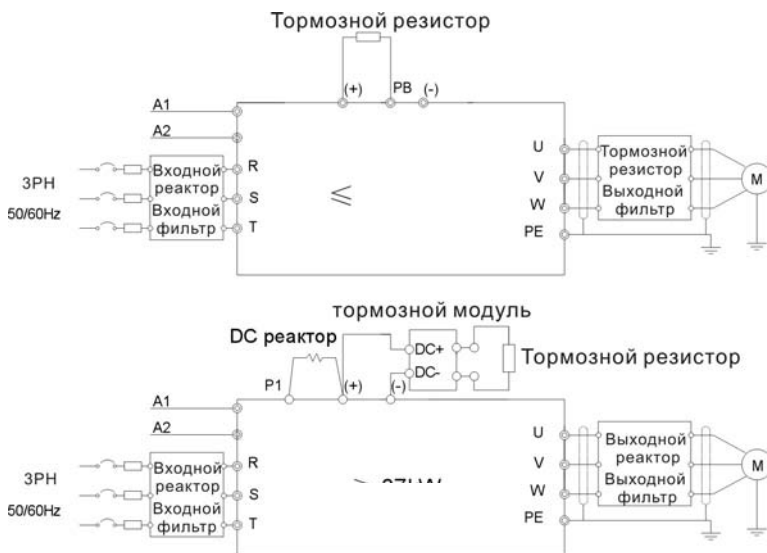 Тормозной резистор
(+) PB (-)
A1
A2
3PH
50/60Hz
Входной
реактор
Входной
фильтр
R
S
T
≤
U
V
W
PE
Тормозной
резистор
Выходной
фильтр
M
тормозной модуль
DC реактор
DC+
DC-
Тормозной резистор
P1 (+) (-)
A1
A2
3PH
50/60Hz
Входной
реактор
Входной
фильтр
R
S
T
U
V
W
PE
Выходной
реактор
Выходной
фильтр
M